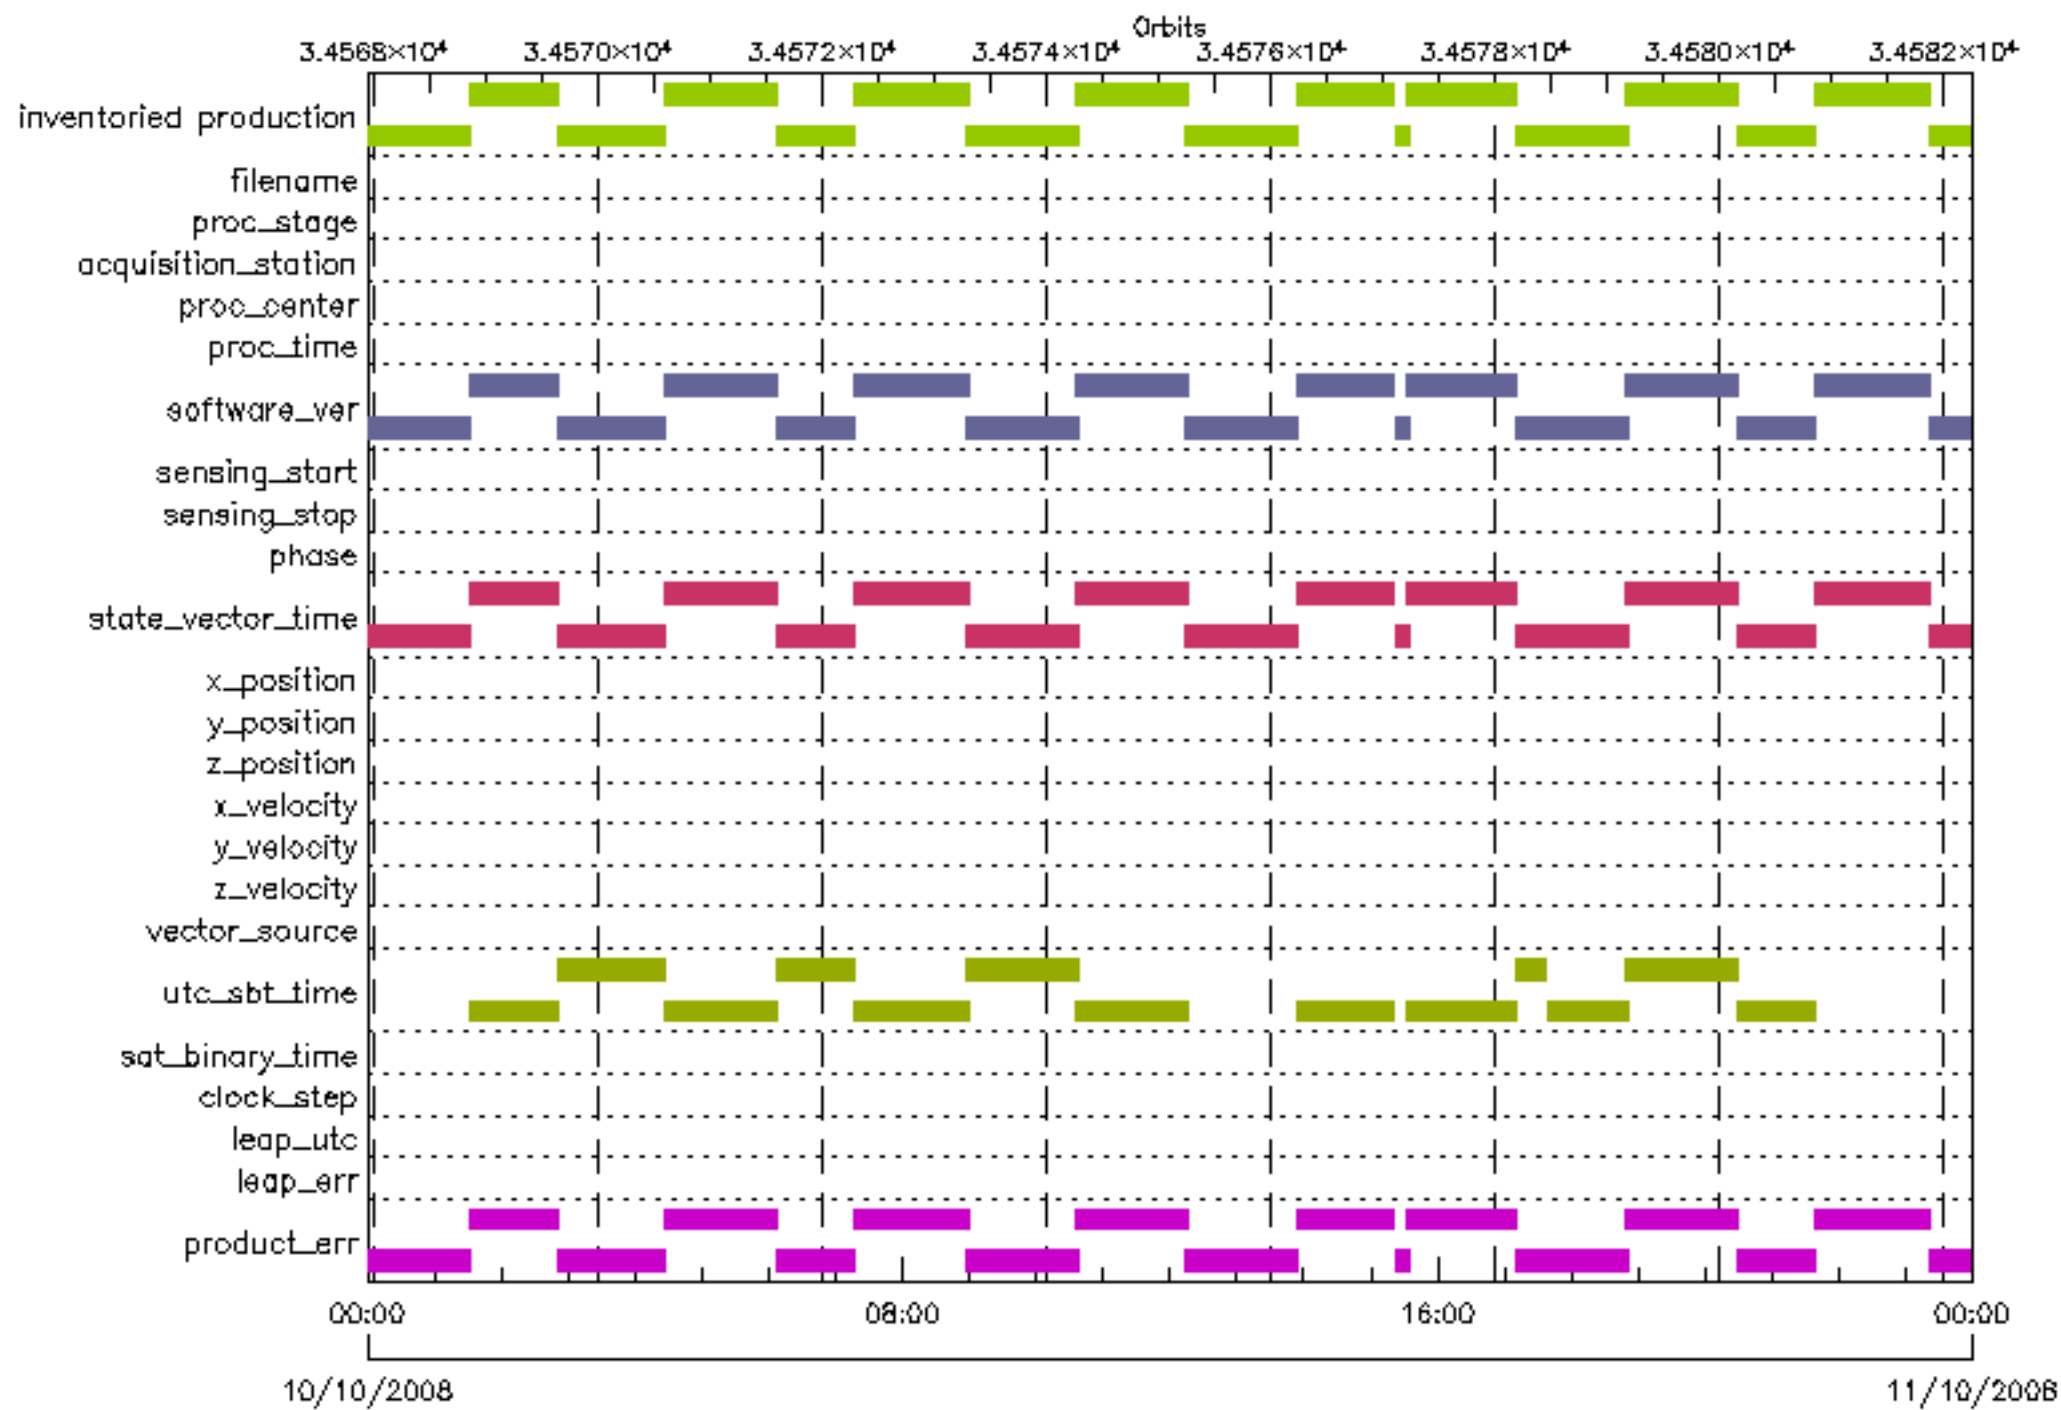 Orbits
3.4568×10⁴ 3.4570×10⁴ 3.4572×10⁴ 3.4574×10⁴ 3.4576×10⁴ 3.4578×10⁴ 3.4580×10⁴ 3.4582×10⁴
inventoried production
filename
proc_stage
acquisition_station
proc_center
proc_time
software_ver
sensing_start
sensing_stop
phase
state_vector_time
x_position
y_position
z_position
x_velocity
y_velocity
z_velocity
vector_source
utc_sbt_time
sat_binary_time
clock_step
leap_utc
leap_err
product_err
00:00 08:00 16:00 00:00
10/10/2008 11/10/2008